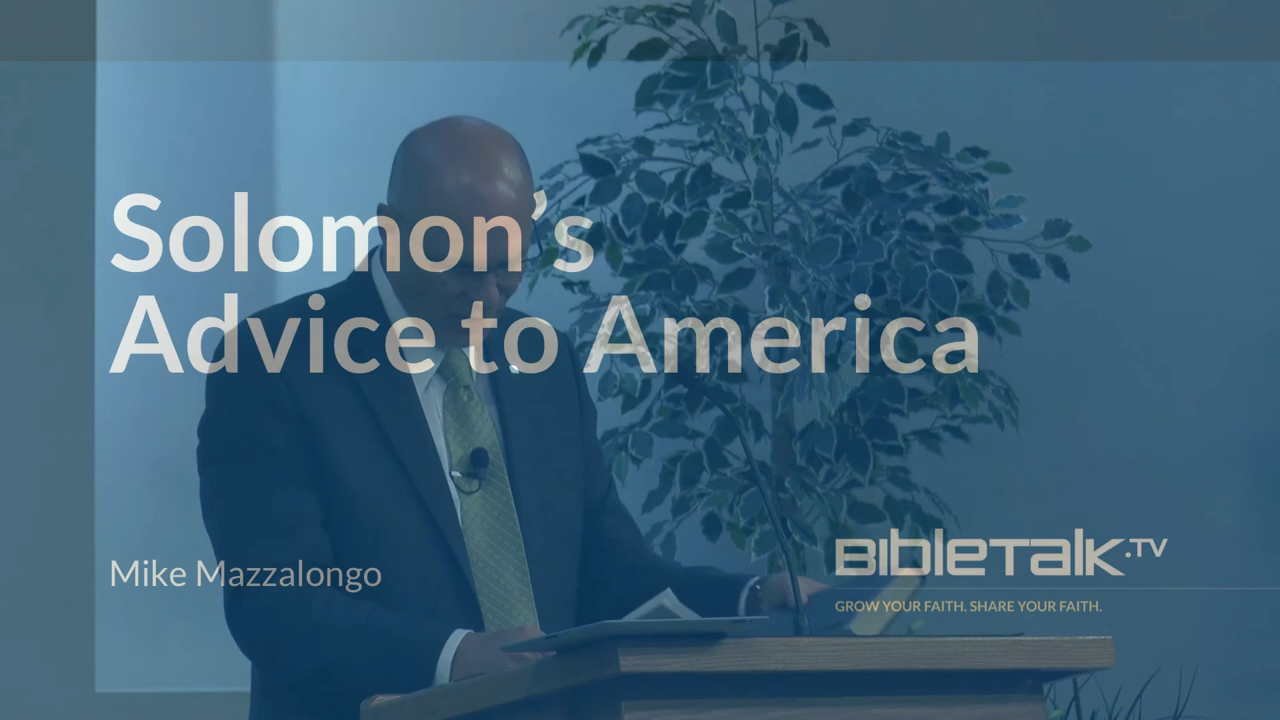 Solomon’s
Advice to America
Mike Mazzalongo
BIBLETALK.TV
GROW YOUR FAITH. SHARE YOUR FAITH.